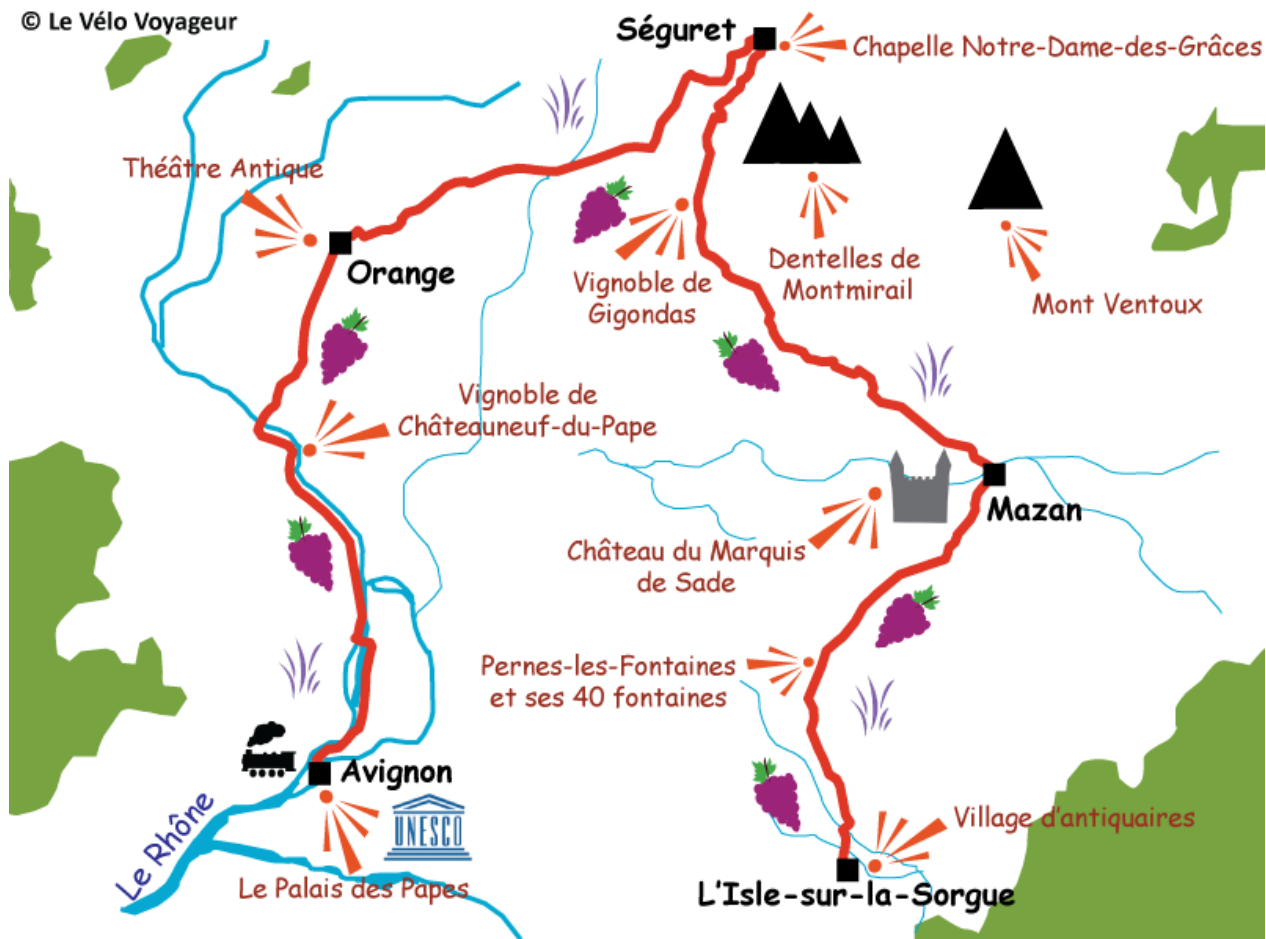 © Le Vélo Voyageur
Séguret
Chapelle Notre-Dame-des-Grâces
Théâtre Antique
Orange
Vignoble de
Gigondas
Dentelles de
Montmirail
Mont Ventoux
Vignoble de
Châteauneuf-du-Pape
Mazan
Château du Marquis
de Sade
Pernes-les-Fontaines
et ses 40 fontaines
Avignon
Le Rhône
UNESCO
Village d'antiquaires
Le Palais des Papes
L'Isle-sur-la-Sorgue